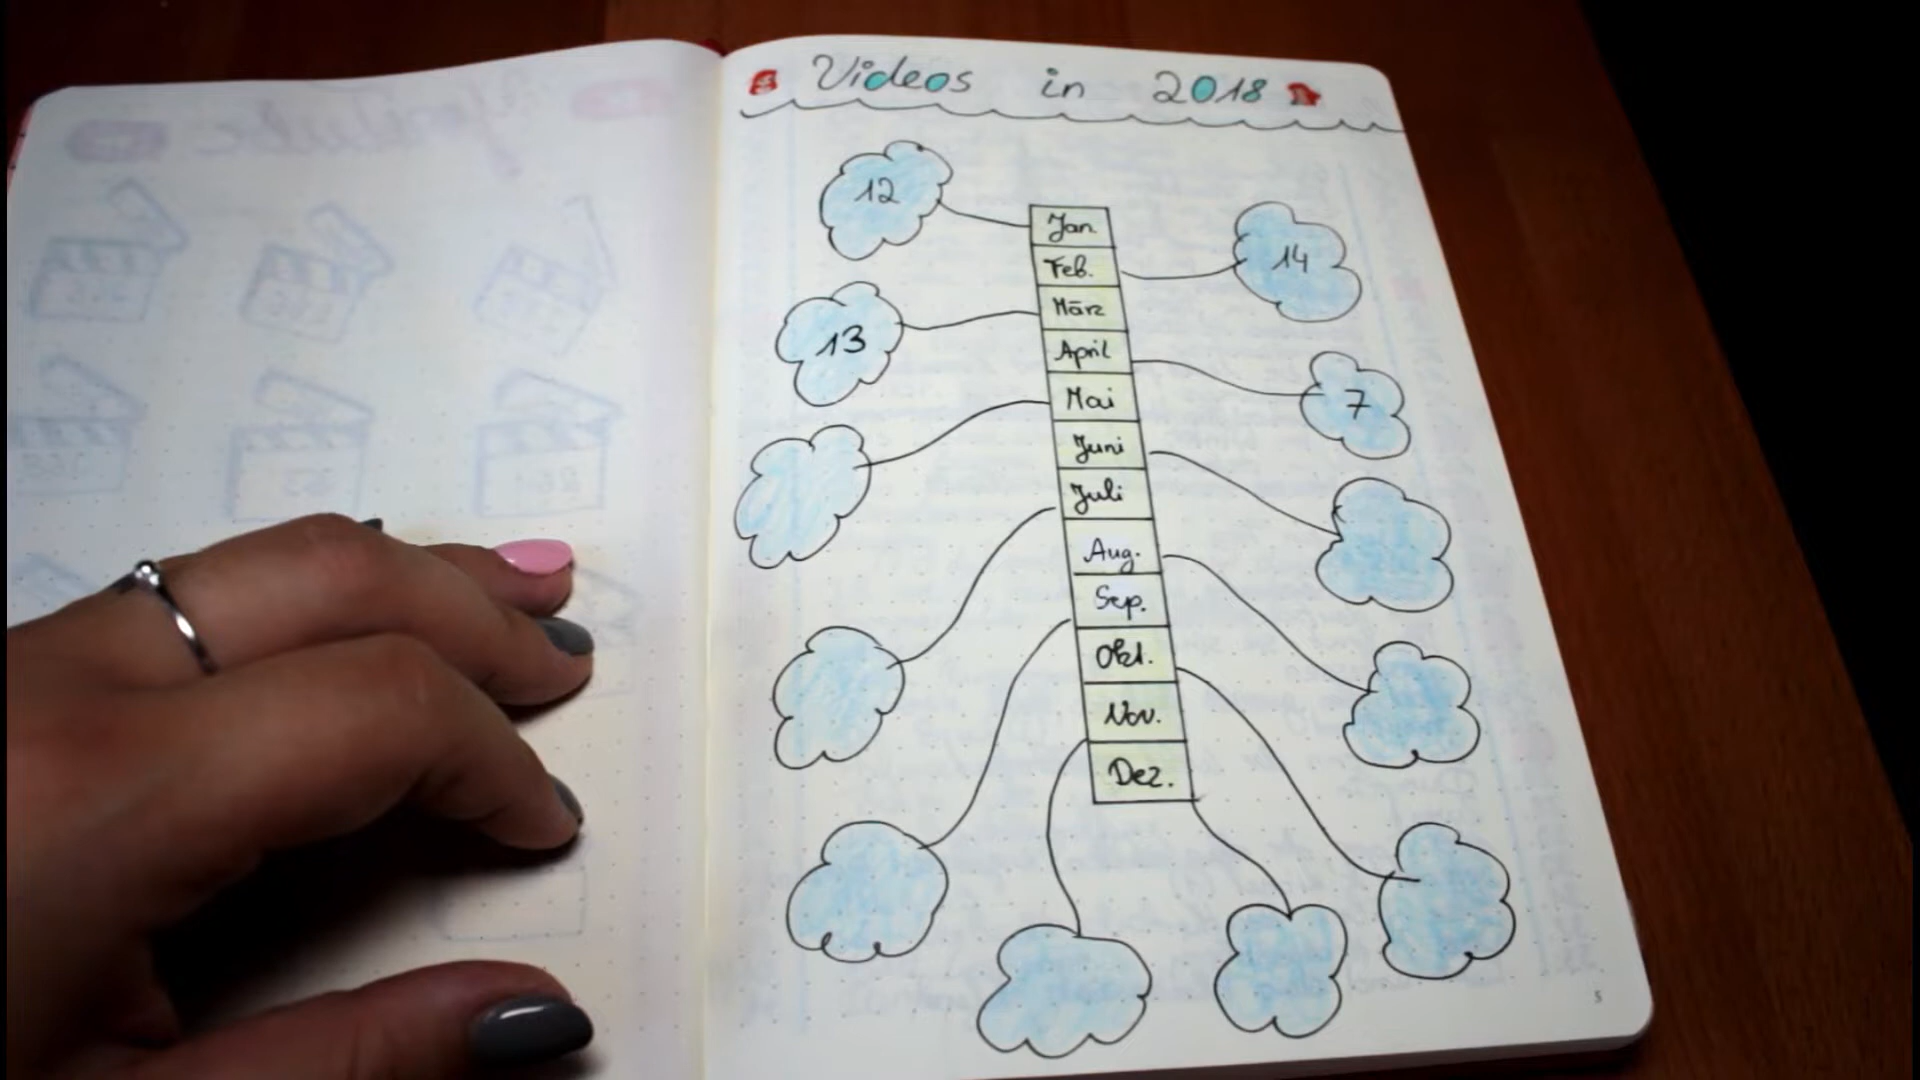 Videos in 2018
12
Jan.
14
Feb.
13
März
April
7
Mai
Juni
Juli
Aug.
Sep.
Okt.
Nov.
Dez.
5